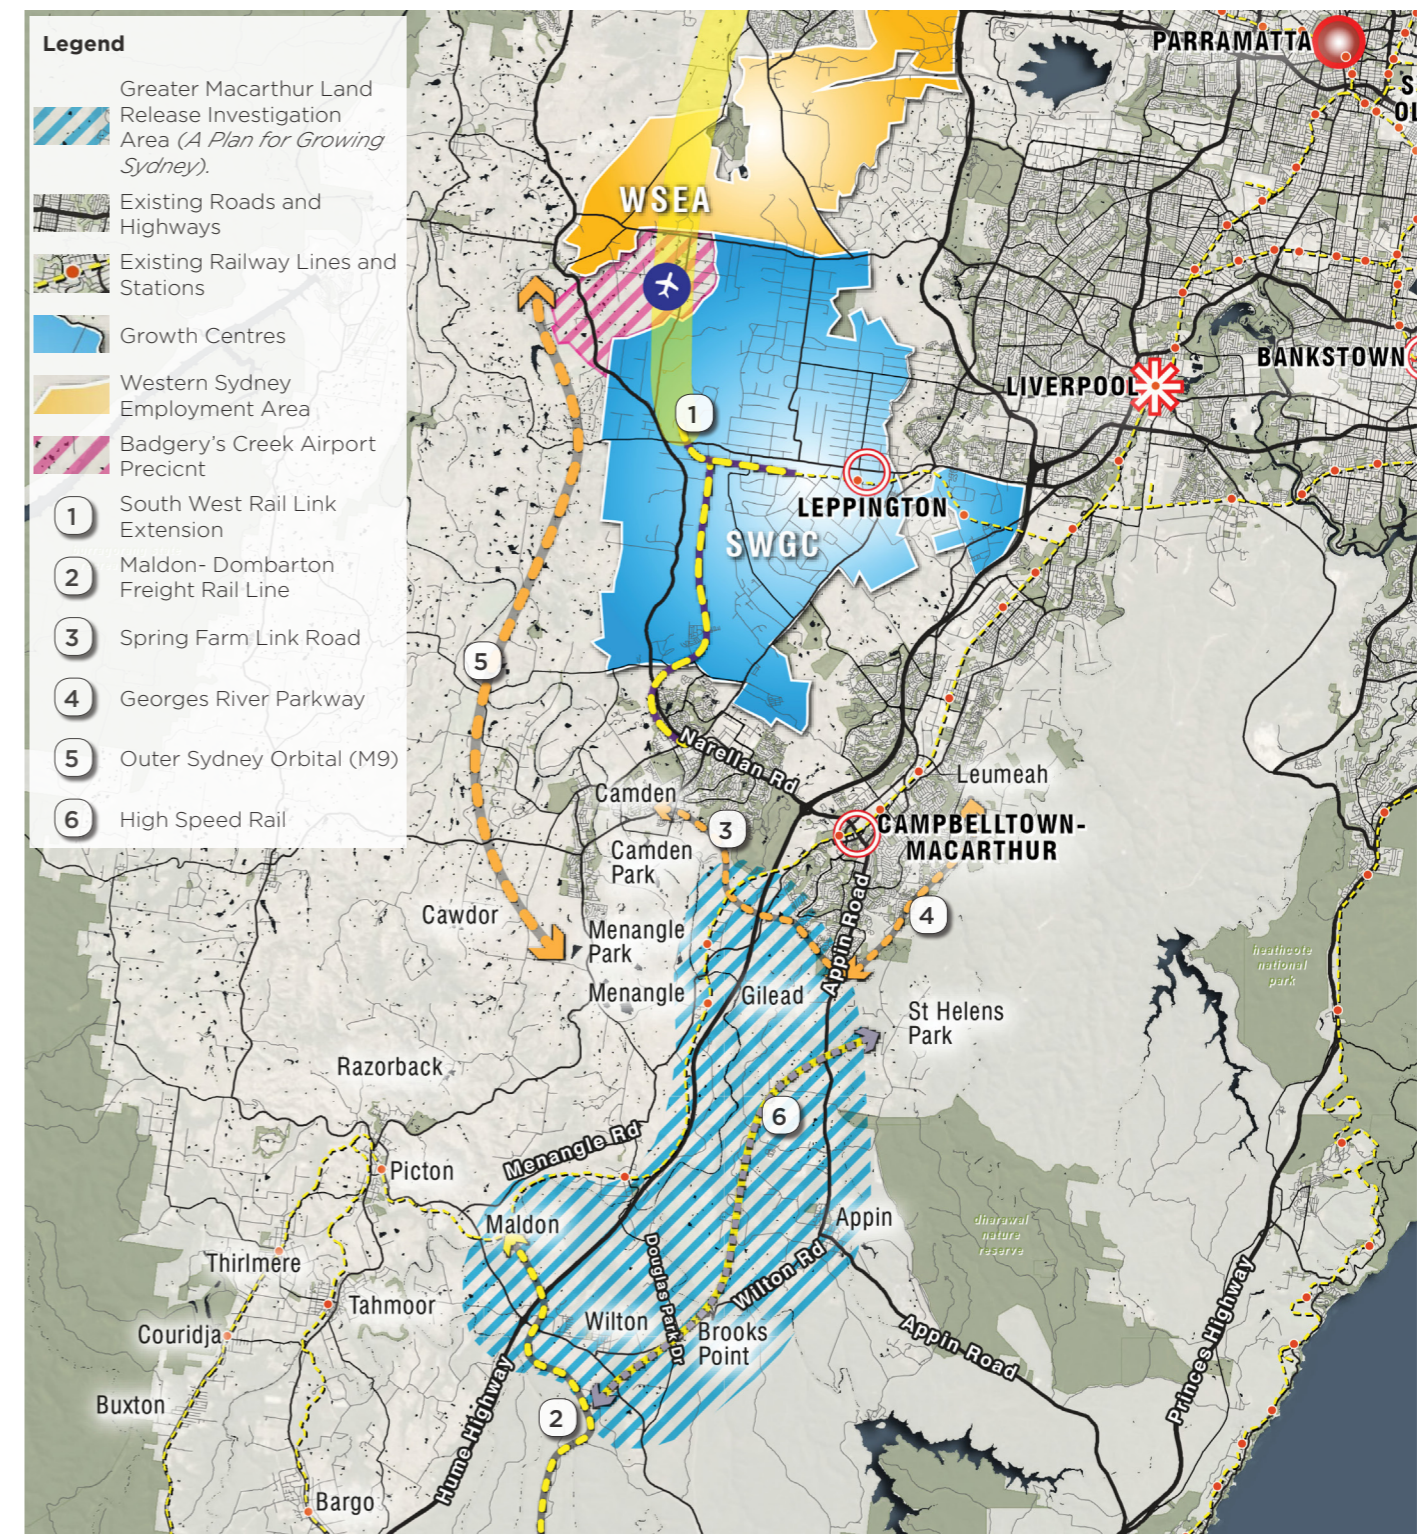 Legend
Greater Macarthur Land
Release Investigation
Area (A Plan for Growing
Sydney).
Existing Roads and
Highways
Existing Railway Lines and
Stations
Growth Centres
Western Sydney
Employment Area
Badgery's Creek Airport
Precicnt
1
South West Rail Link
Extension
2
Maldon- Dombarton
Freight Rail Line
3
Spring Farm Link Road
4
Georges River Parkway
5
Outer Sydney Orbital (M9)
6
High Speed Rail
PARRAMATTA
S
OL
WSEA
BANKSTOWN
LIVERPOOL
1
LEPPINGTON
SWGC
5
Narellan Rd
Leumeah
Camden
3
CAMPBELLTOWN-
MACARTHUR
Camden
Park
Cawdor
Appin Road
4
Menangle
Park
heathcote
national
park
Menangle
Gilead
St Helens
Park
Razorback
6
Menangle Rd
Picton
Maldon
Appin
dharawal
nature
reserve
Thirlmere
Douglas Park Dr
Wilton Rd
Tahmoor
Couridja
Wilton
Brooks
Point
Appin Road
Princes Highway
Buxton
2
Hume Highway
Bargo